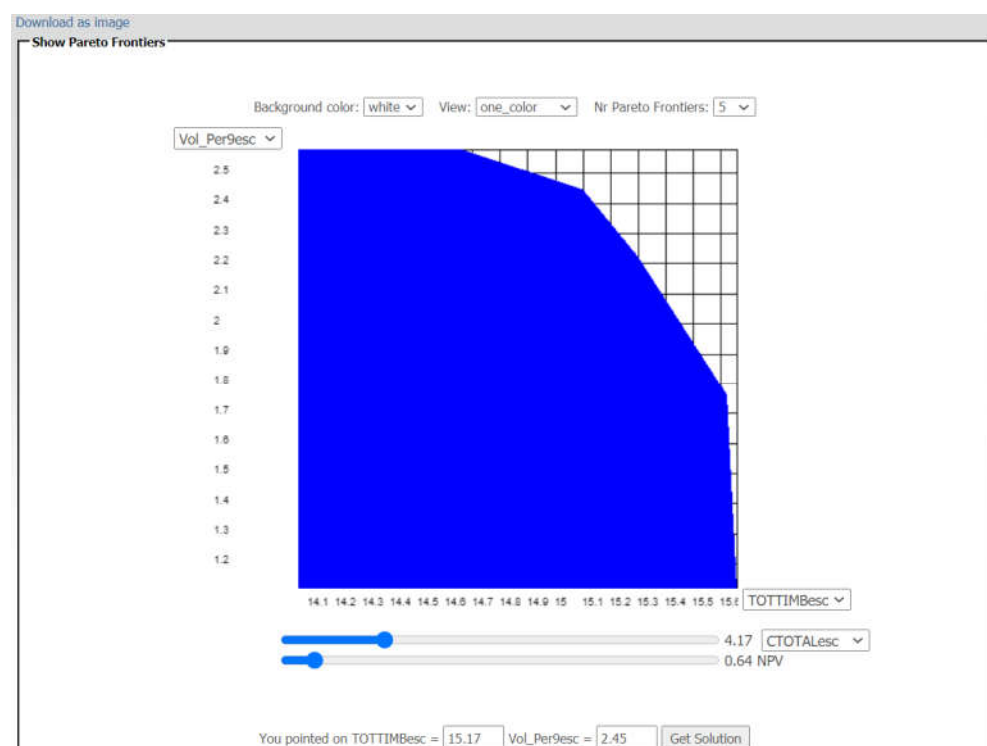 Download as image
Show Pareto Frontiers
Background color: white View: one_color Nr Pareto Frontiers: 5
Vol_Per9esc
2.5
2.4
2.3
2.2
2.1
2
1.9
1.8
1.7
1.6
1.5
1.4
1.3
1.2
14.1 14.2 14.3 14.4 14.5 14.6 14.7 14.8 14.9 15 15.1 15.2 15.3 15.4 15.5 15.6 TOTTIMBesc
4.17 CTOTALesc
0.64 NPV
You pointed on TOTTIMBesc = 15.17 Vol_Per9esc = 2.45 Get Solution